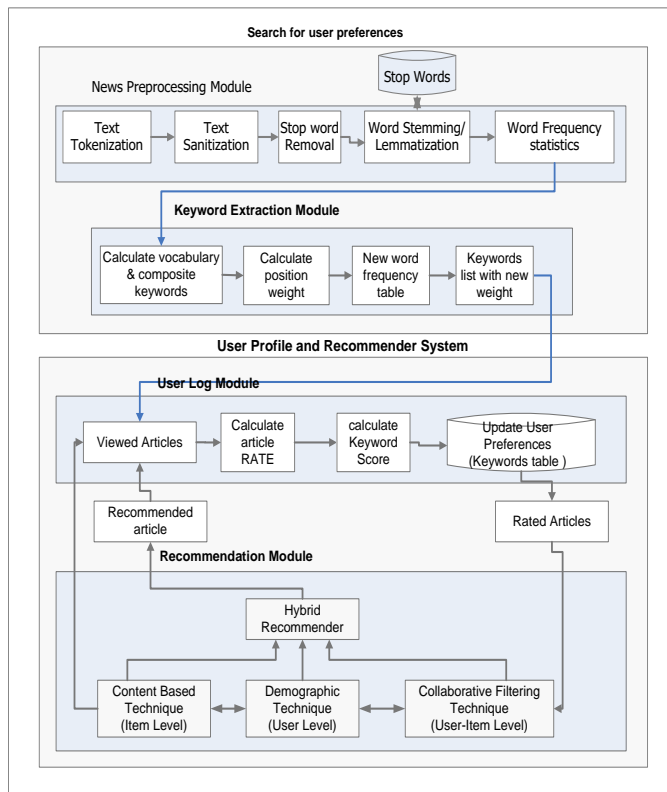 Search for user preferences
Stop Words
News Preprocessing Module
Text
Tokenization
Text
Sanitization
Stop word
Removal
Word Stemming/
Lemmatization
Word Frequency
statistics
Keyword Extraction Module
Calculate vocabulary
& composite
keywords
Calculate
position
weight
New word
frequency
table
Keywords
list with new
weight
User Profile and Recommender System
User Log Module
Viewed Articles
Calculate
article
RATE
calculate
Keyword
Score
Update User
Preferences
(Keywords table )
Recommended
article
Rated Articles
Recommendation Module
Hybrid
Recommender
Content Based
Technique
(Item Level)
Demographic
Technique
(User Level)
Collaborative Filtering
Technique
(User-Item Level)